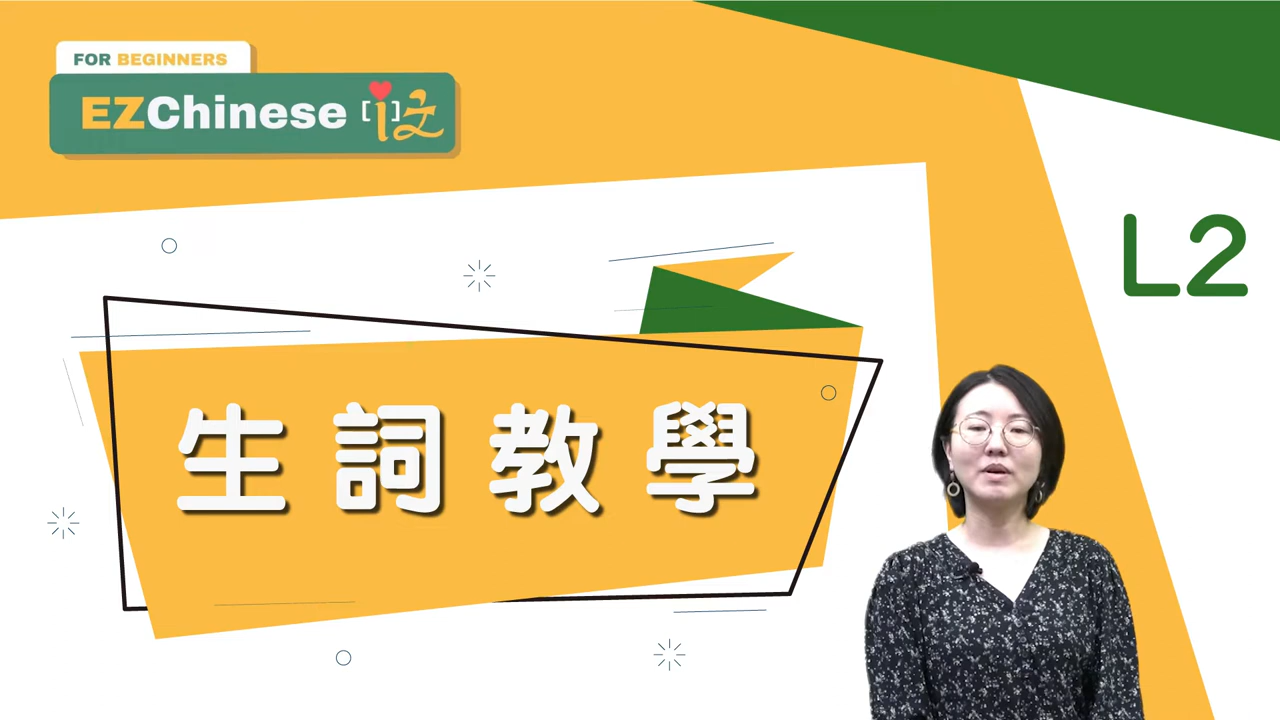 FOR BEGINNERS
EZChinese
L2
生詞教學